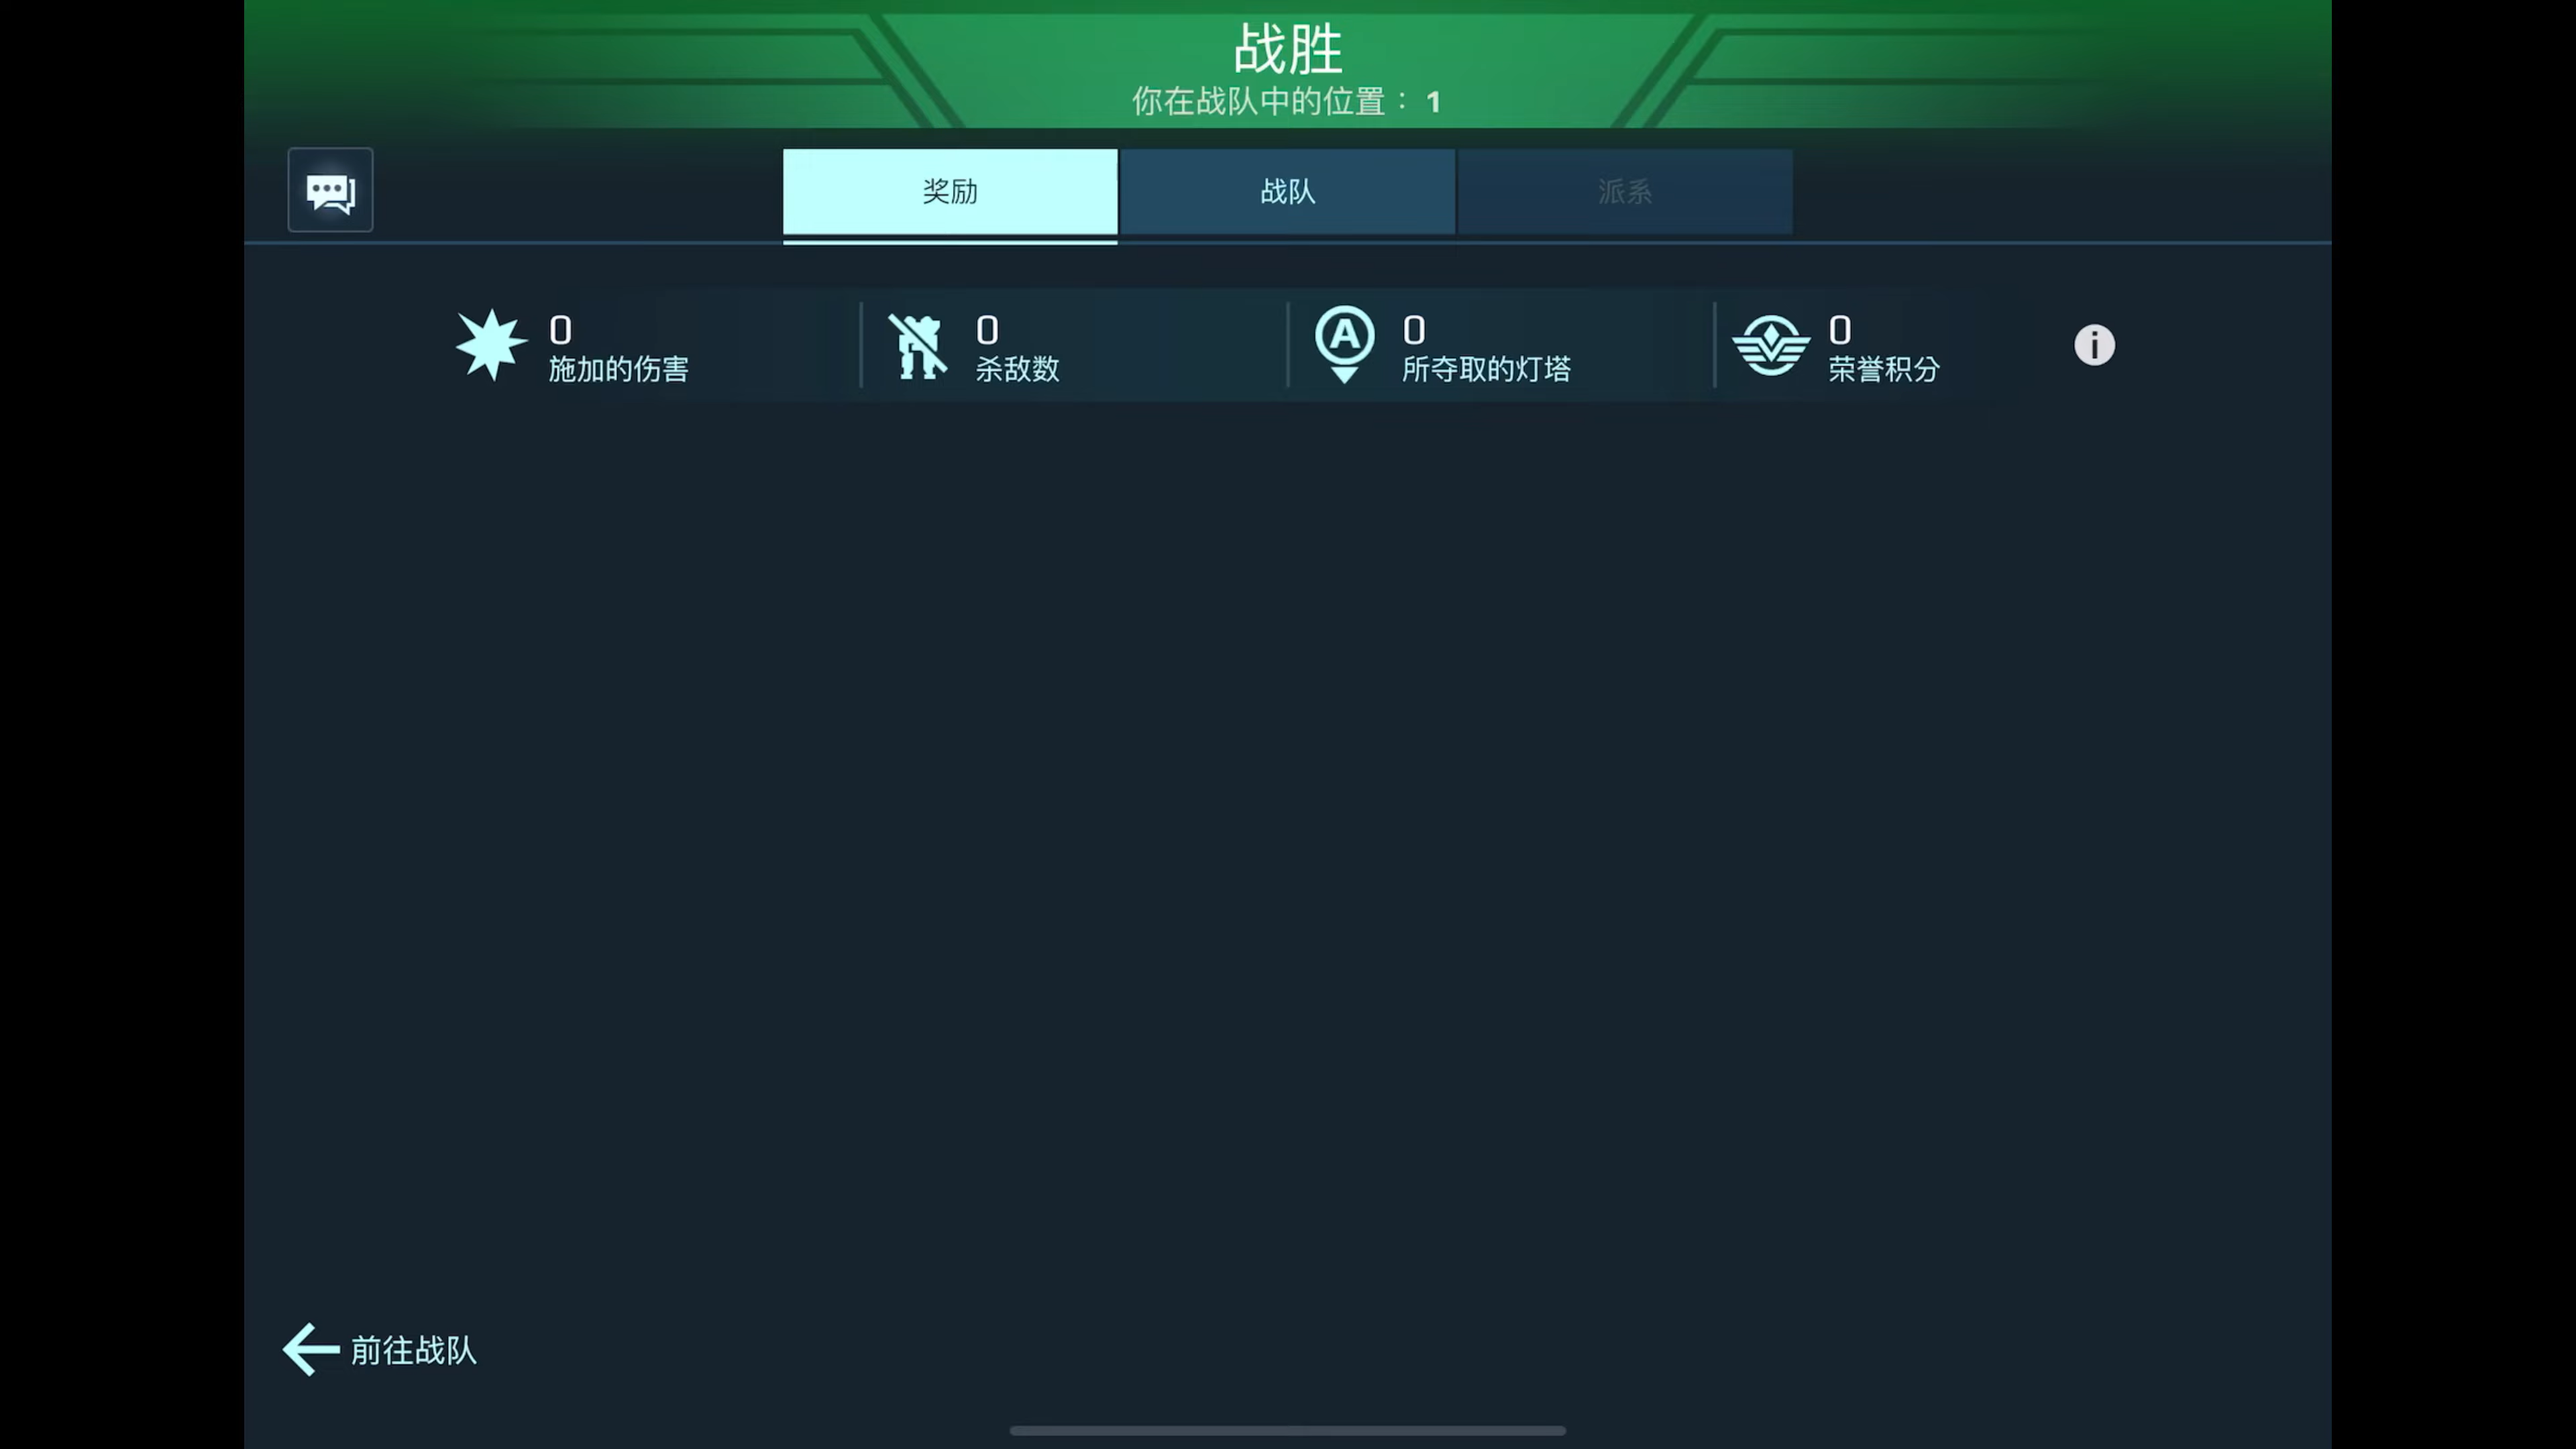 战胜
你在战队中的位置： 1
奖励
战队
派系
0
施加的伤害
0
杀敌数
A
0
所夺取的灯塔
0
荣誉积分
i
前往战队